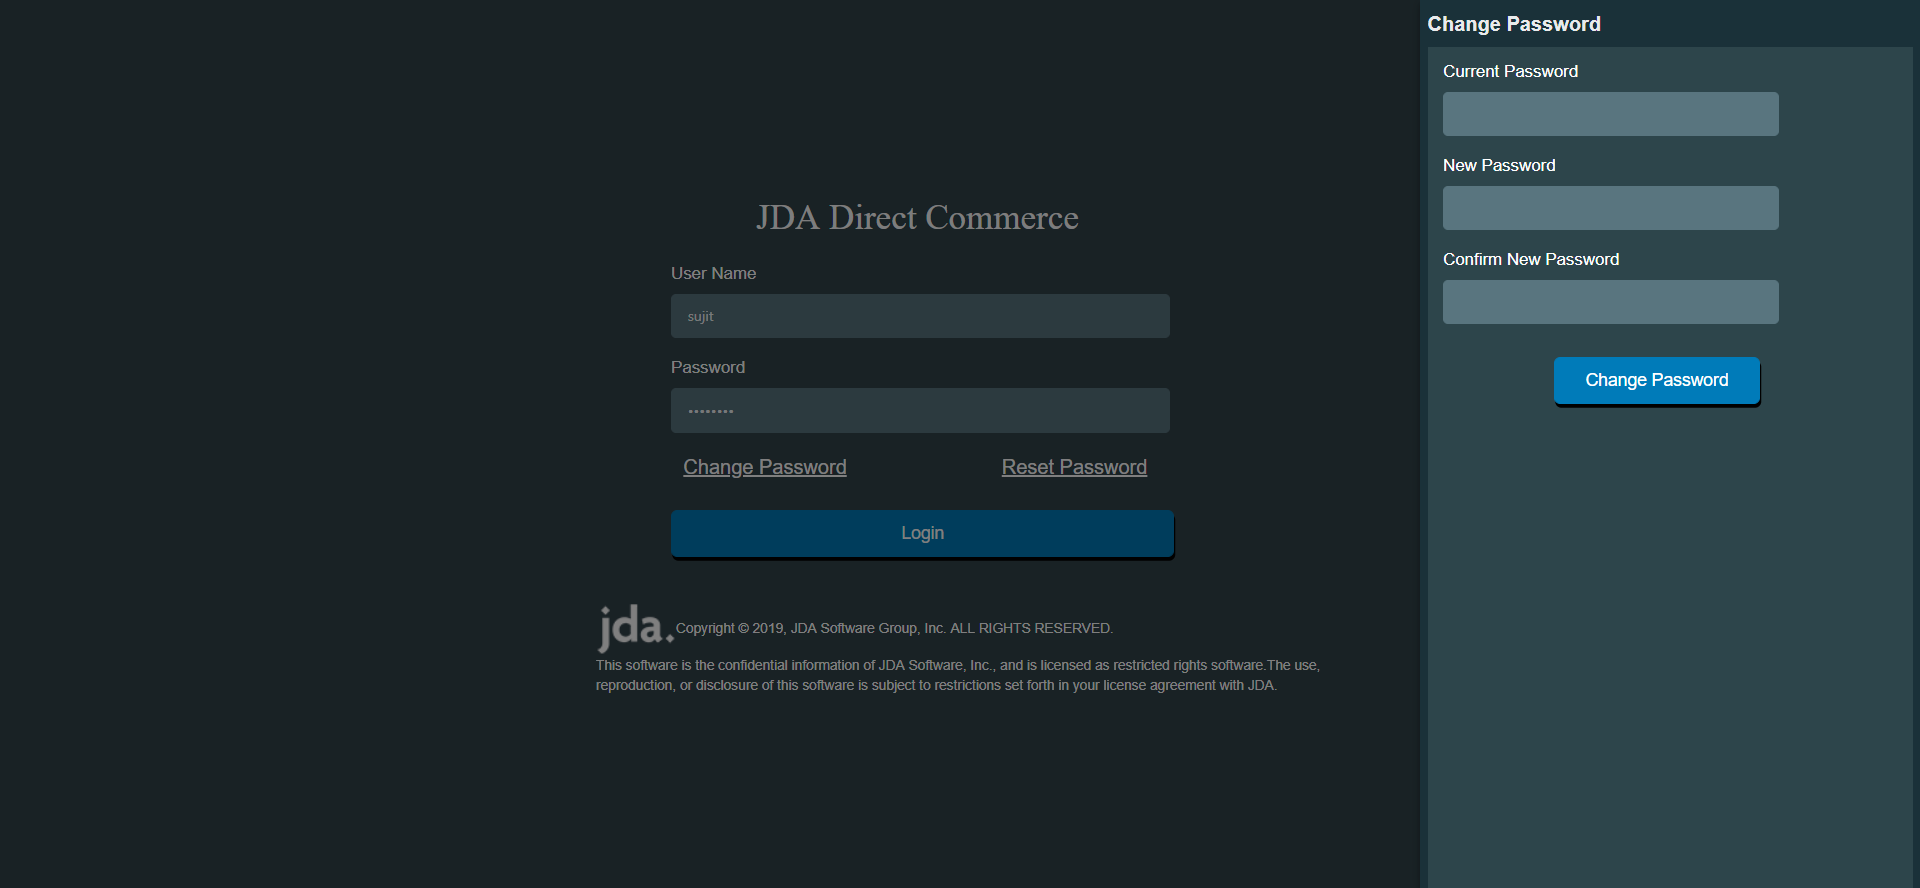 Change Password
Current Password
New Password
Confirm New Password
Change Password
JDA Direct Commerce
User Name
sujit
Password
••••••••
Change Password Reset Password
Login
jda. Copyright © 2019, JDA Software Group, Inc. ALL RIGHTS RESERVED.
This software is the confidential information of JDA Software, Inc., and is licensed as restricted rights software.The use,
reproduction, or disclosure of this software is subject to restrictions set forth in your license agreement with JDA.